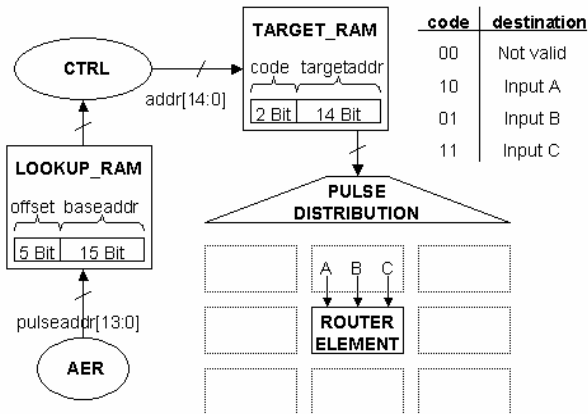 TARGET_RAM
code targetaddr
2 Bit 14 Bit
CTRL
addr[14:0]
LOOKUP_RAM
offset baseaddr
5 Bit 15 Bit
pulseaddr[13:0]
AER
PULSE
DISTRIBUTION
A B C
ROUTER
ELEMENT
code destination
00 Not valid
10 Input A
01 Input B
11 Input C